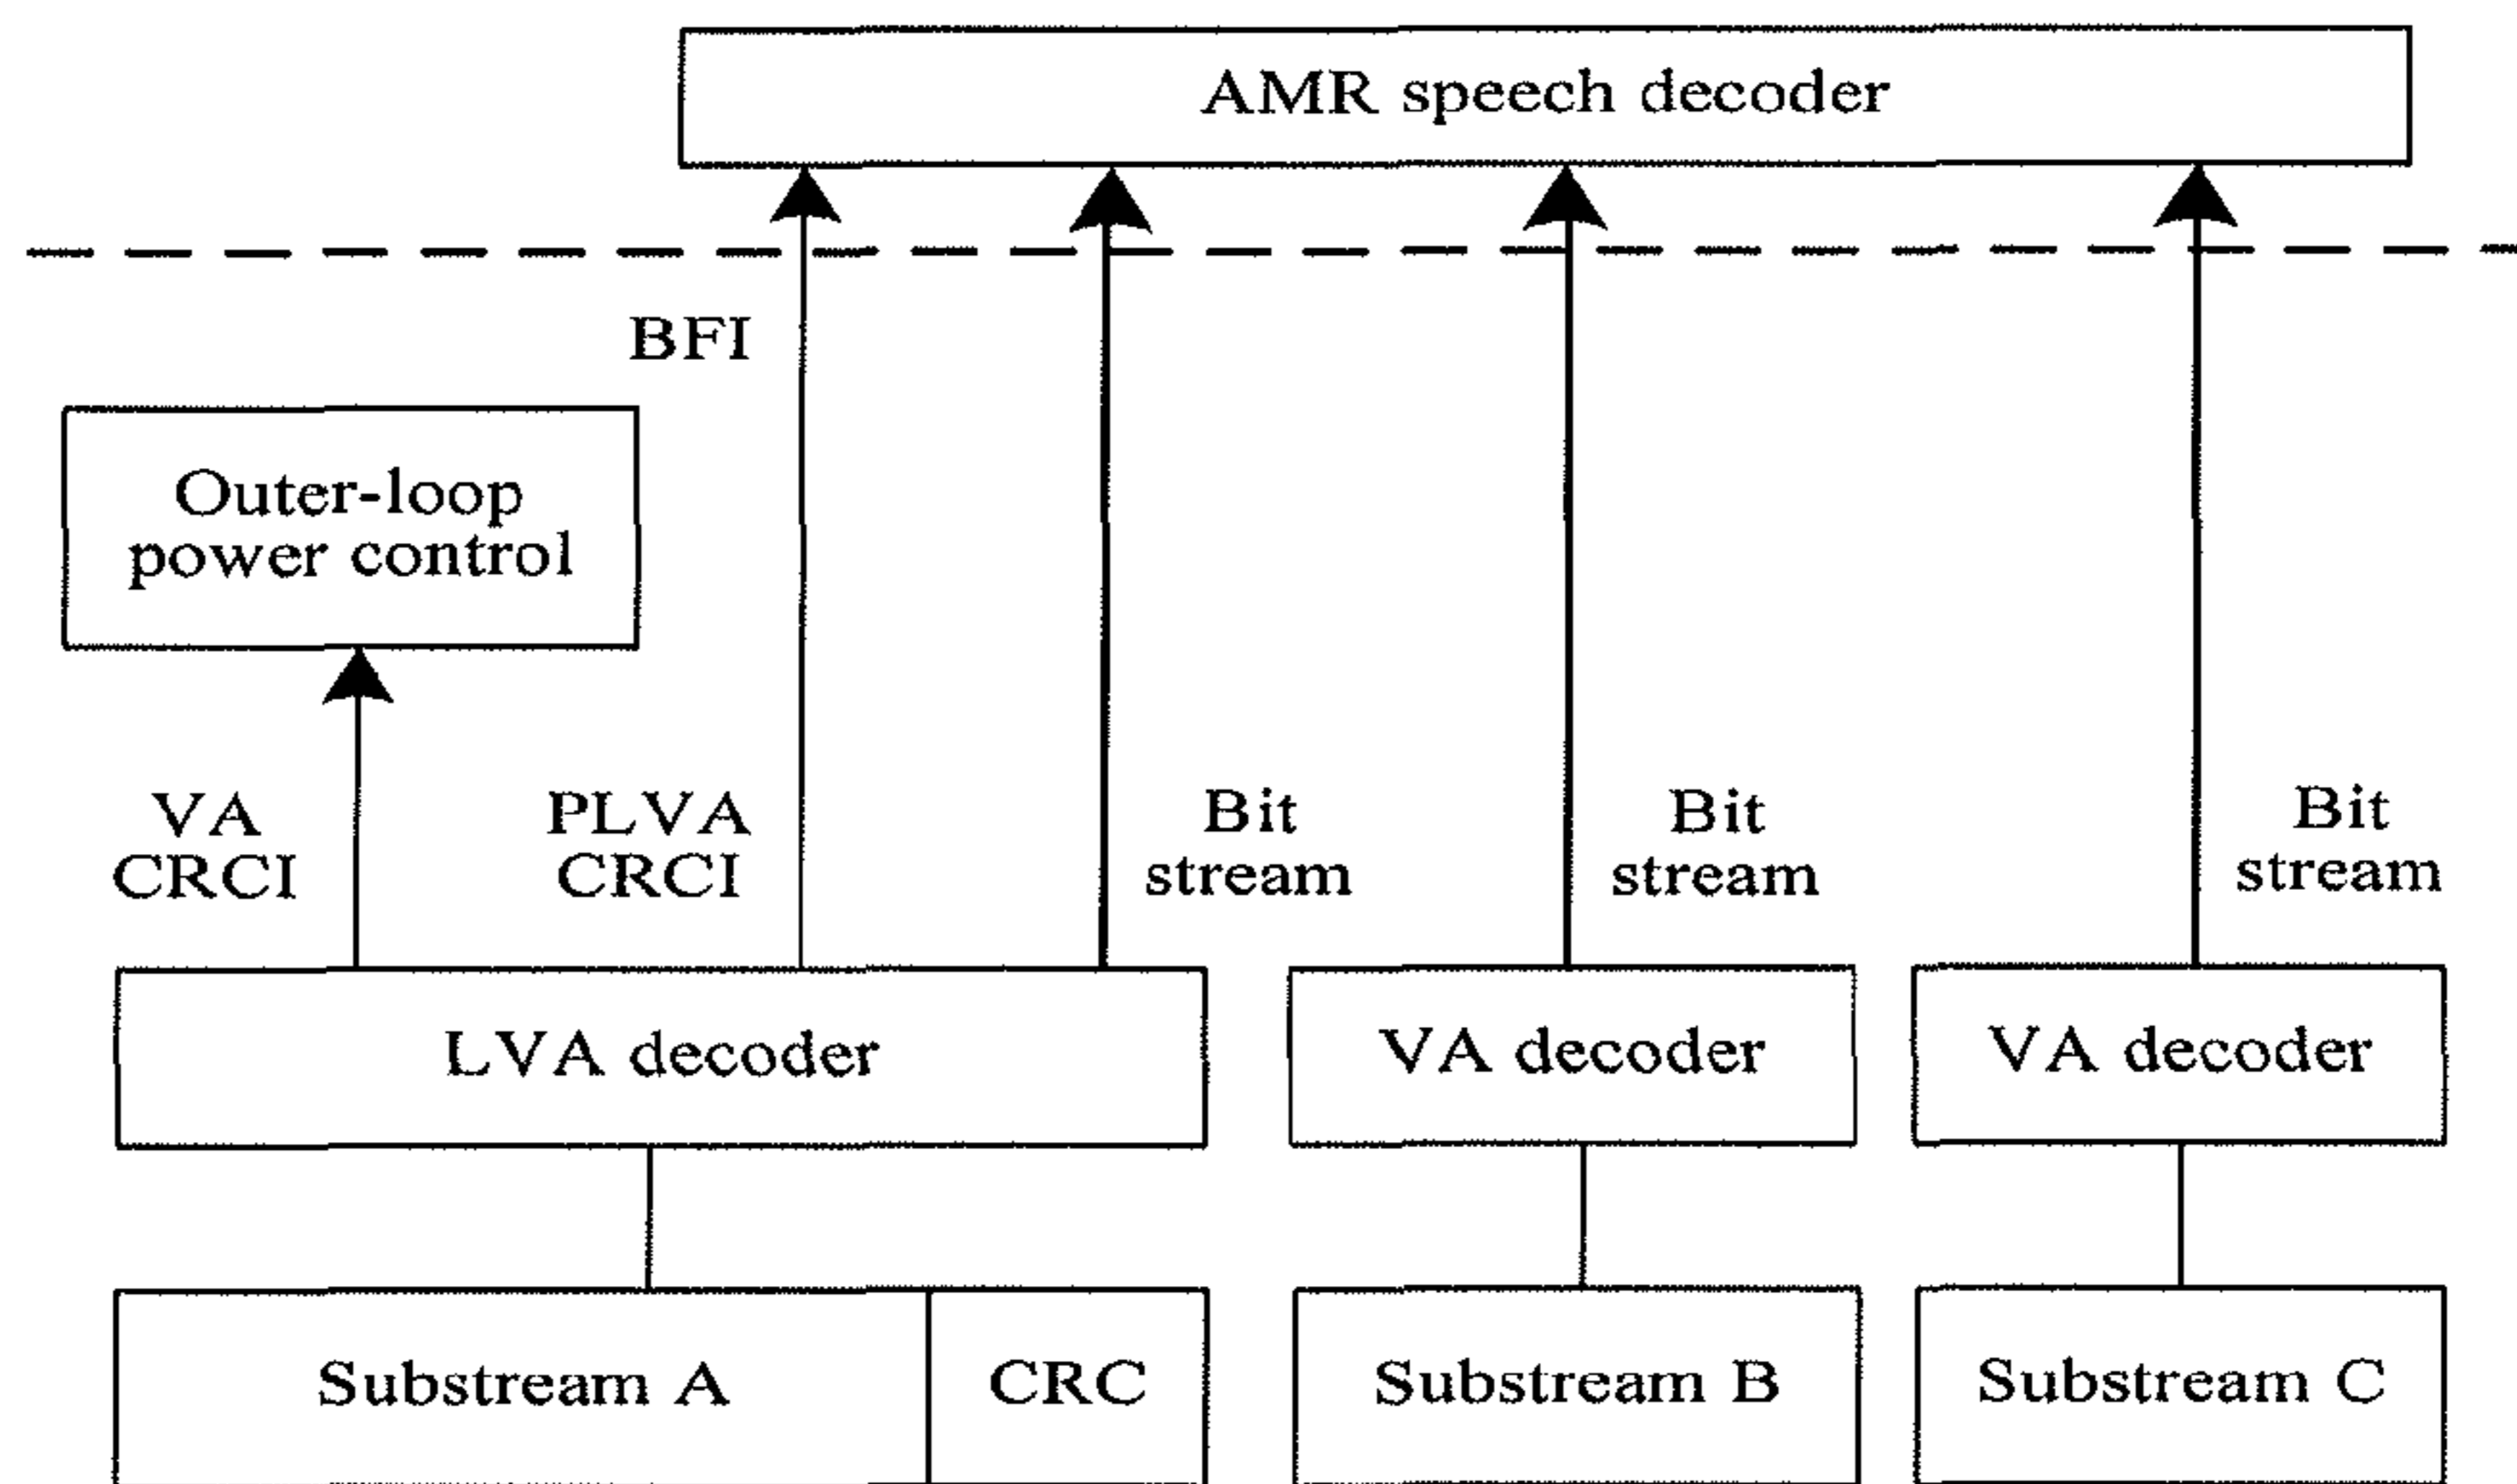 AMR speech decoder
BFI
Outer-loop
power control
VA
CRCI
PLVA
CRCI
Bit
stream
Bit
stream
Bit
stream
LVA decoder
VA decoder
VA decoder
Substream A
CRC
Substream B
Substream C